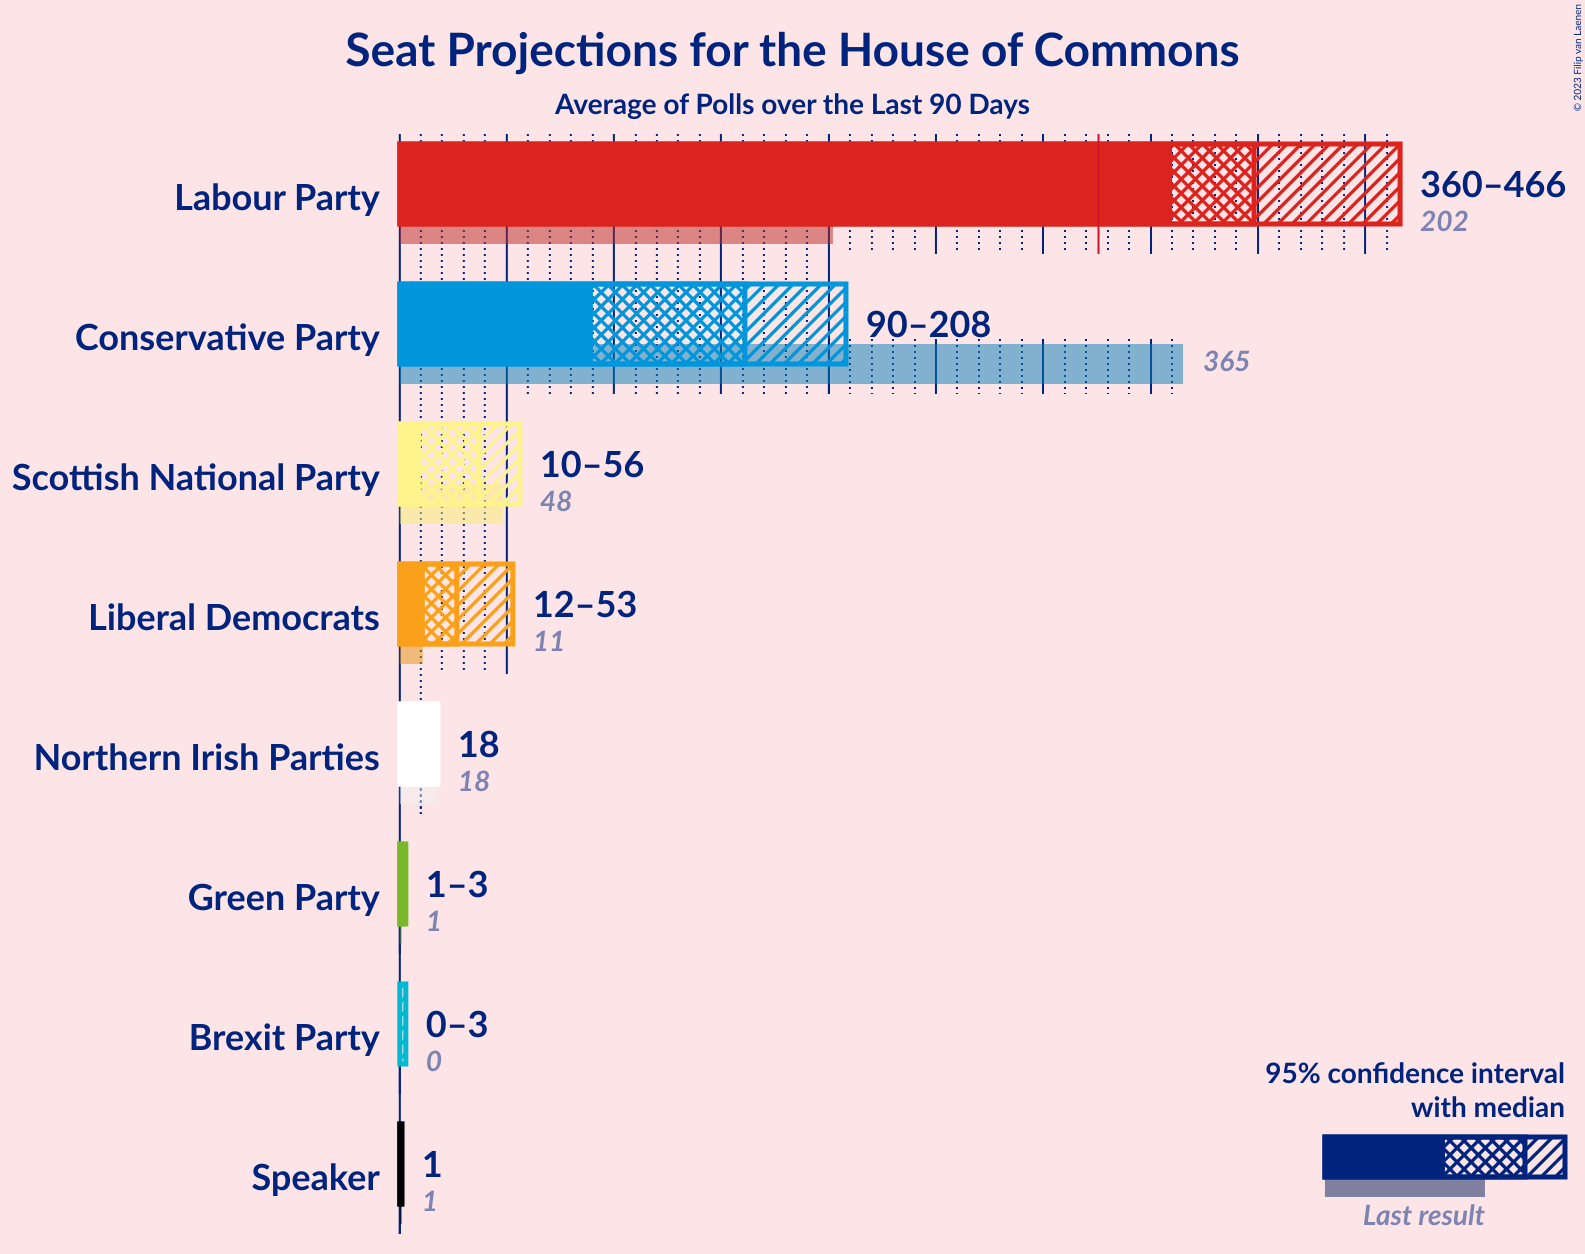 Seat Projections for the House of Commons
Average of Polls over the Last 90 Days
© 2023 Filip van Laenen
Labour Party
360–466
202
Conservative Party
90–208
365
Scottish National Party
10–56
48
Liberal Democrats
12–53
11
Northern Irish Parties
18
18
Green Party
1–3
1
Brexit Party
0–3
0
Speaker
1
1
95% confidence interval
with median
Last result